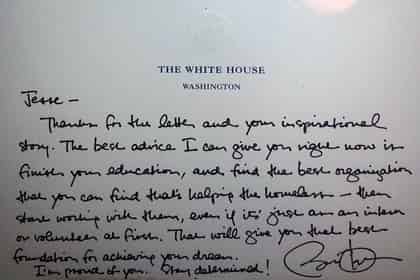 THE WHITE HOUSE
WASHINGTON
Jesse –
Thanks for the letter and your inspirational
story. The best advice I can give you right now is
finish your education, and find the best organization
that you can find that's helping the homeless – then
start working with them, even if it's just as an intern
or volunteer at first. That will give you the best
foundation for achieving your dream.
I'm proud of you. Stay determined!